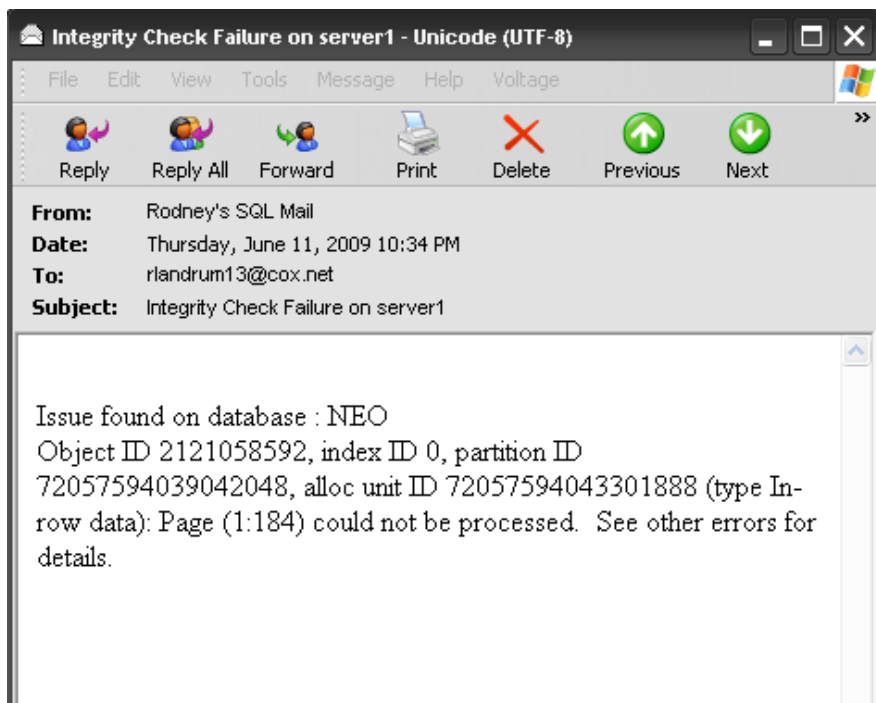 Integrity Check Failure on server1 - Unicode (UTF-8)
File Edit View Tools Message Help Voltage
Reply Reply All Forward Print Delete Previous Next
From: Rodney's SQL Mail
Date: Thursday, June 11, 2009 10:34 PM
To: rlandrum13@cox.net
Subject: Integrity Check Failure on server1
Issue found on database : NEO
Object ID 2121058592, index ID 0, partition ID
72057594039042048, alloc unit ID 72057594043301888 (type In-
row data): Page (1:184) could not be processed.  See other errors for
details.